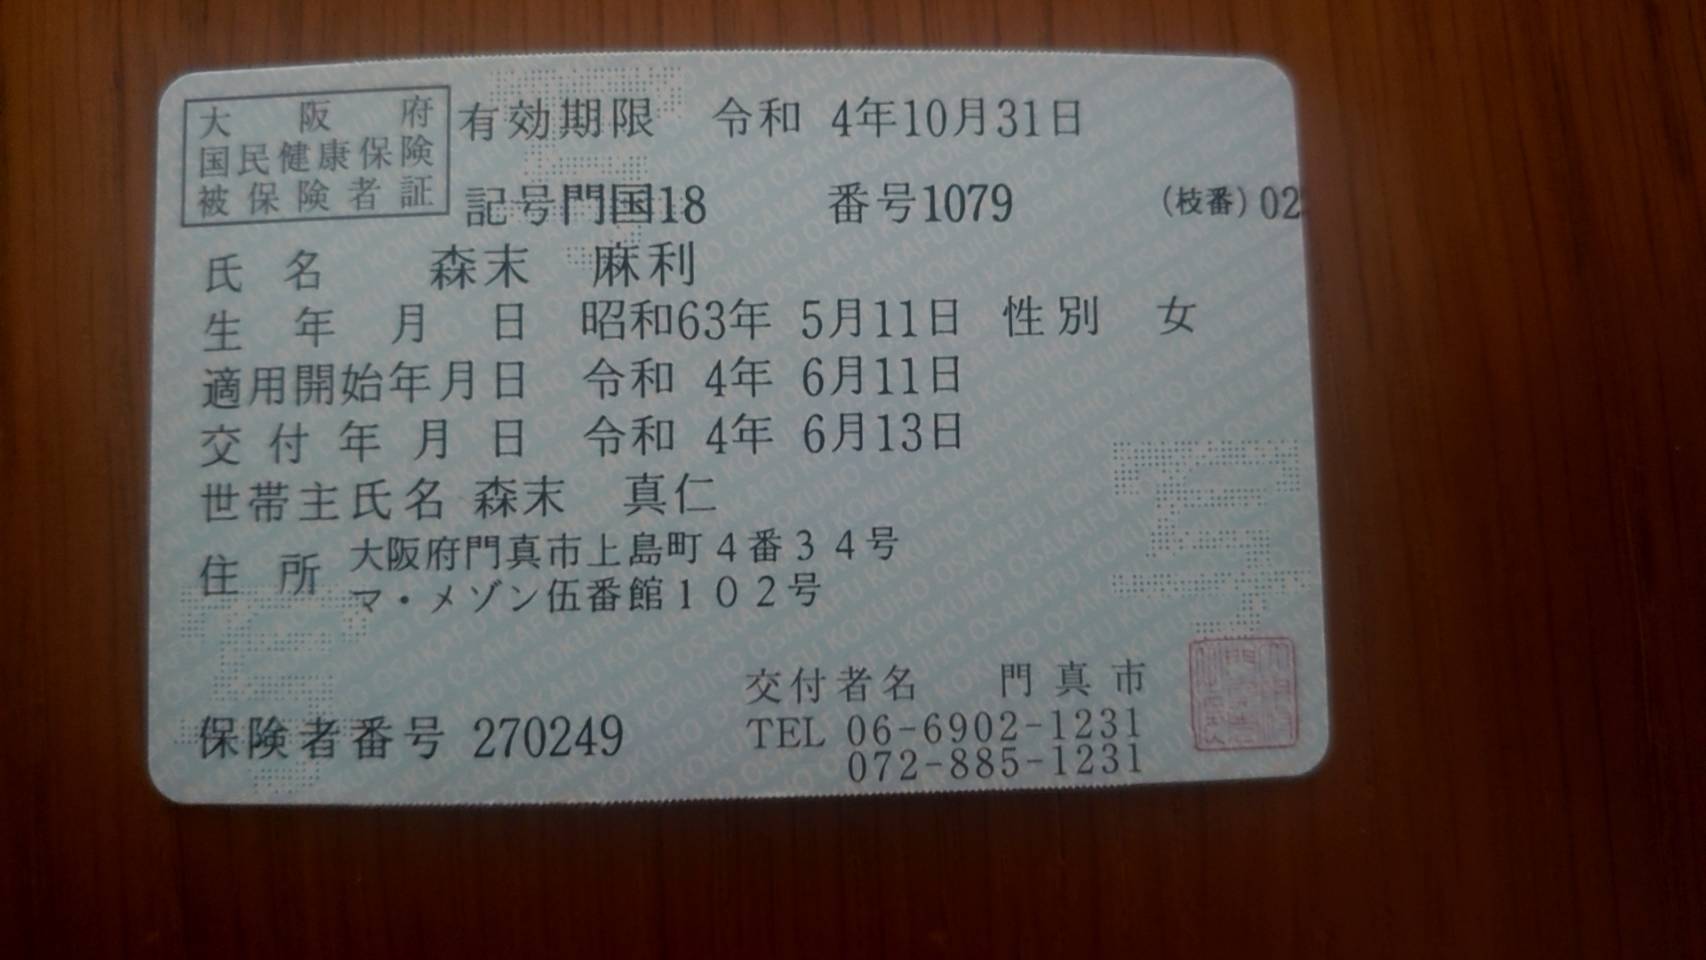 大阪府
国民健康保険
被保険者証
有効期限 令和 4年10月31日
記号門国18 番号1079 (枝番)02
氏名 森末 麻利
生年月日 昭和63年 5月11日 性別 女
適用開始年月日 令和 4年 6月11日
交付年月日 令和 4年 6月13日
世帯主氏名 森末 真仁
住所 大阪府門真市上島町4番34号
マ・メゾン伍番館102号
交付者名 門真市
保険者番号 270249
TEL 06-6902-1231
072-885-1231